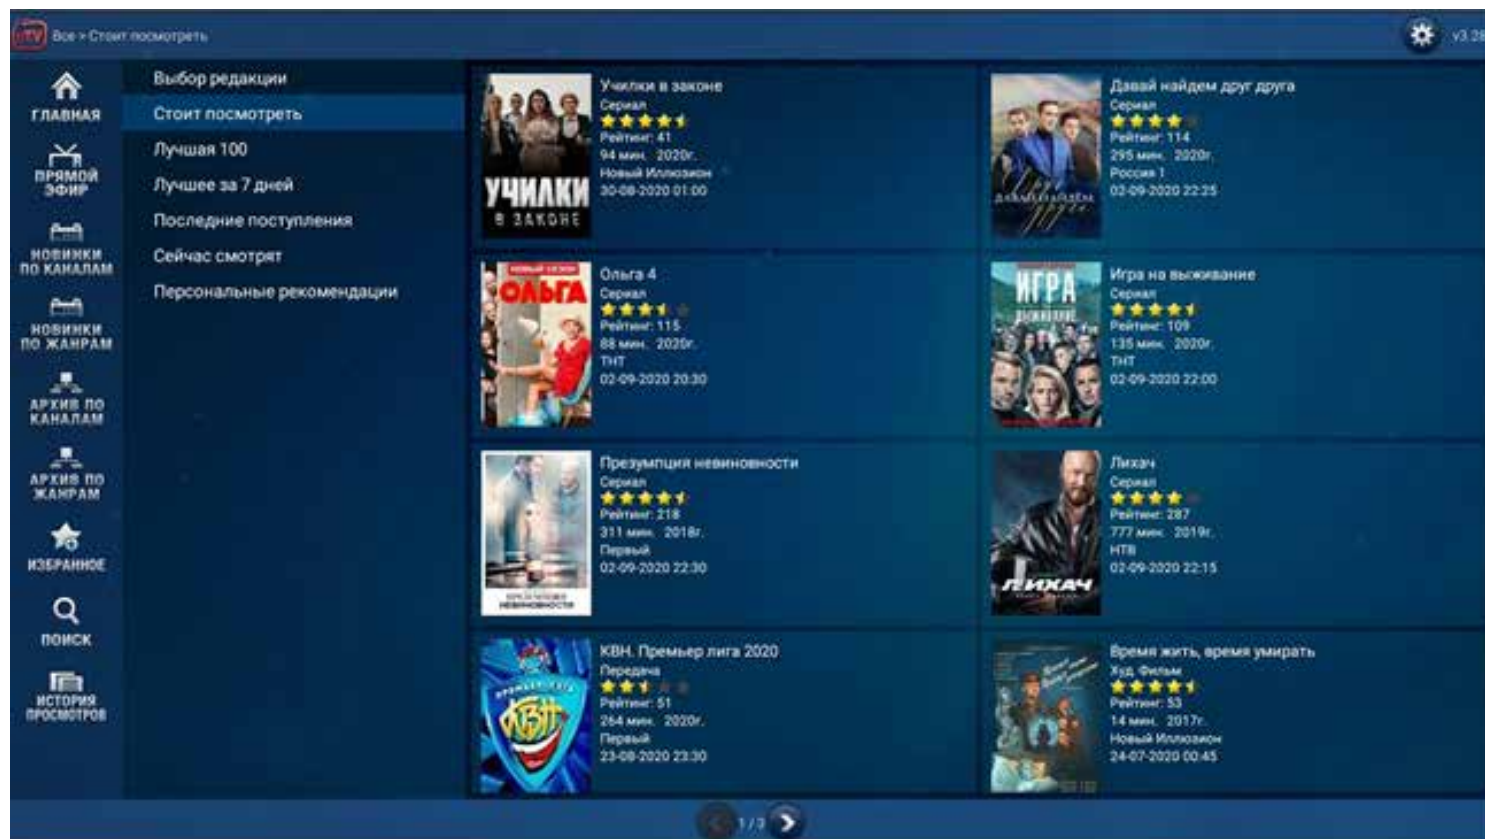 Все > Стоит посмотреть
v3.28
ГЛАВНАЯ
ПРЯМОЙ
ЭФИР
НОВИНКИ
ПО КАНАЛАМ
НОВИНКИ
ПО ЖАНРАМ
АРХИВ ПО
КАНАЛАМ
АРХИВ ПО
ЖАНРАМ
ИЗБРАННОЕ
ПОИСК
ИСТОРИЯ
ПРОСМОТРОВ
Выбор редакции
Стоит посмотреть
Лучшая 100
Лучшее за 7 дней
Последние поступления
Сейчас смотрят
Персональные рекомендации
УЧИЛКИ
В ЗАКОНЕ
Училки в законе
Сериал
Рейтинг: 41
94 мин. 2020г.
Новый Иллюзион
30-08-2020 01:00
Давай найдем друг друга
Сериал
Рейтинг: 114
295 мин. 2020г.
Россия 1
02-09-2020 22:25
НОВЫЙ СЕЗОН
ОЛЬГА
Ольга 4
Сериал
Рейтинг: 115
88 мин. 2020г.
ТНТ
02-09-2020 20:30
ИГРА
НА ВЫЖИВАНИЕ
Игра на выживание
Сериал
Рейтинг: 109
135 мин. 2020г.
ТНТ
02-09-2020 22:00
ПРЕЗУМПЦИЯ
НЕВИНОВНОСТИ
Презумпция невиновности
Сериал
Рейтинг: 218
311 мин. 2018г.
Первый
02-09-2020 22:30
ЛИХАЧ
Лихач
Сериал
Рейтинг: 287
777 мин. 2019г.
НТВ
02-09-2020 22:15
ПРЕМЬЕР ЛИГА
КВН
КВН. Премьер лига 2020
Передача
Рейтинг: 51
264 мин. 2020г.
Первый
23-08-2020 23:30
Время жить, время умирать
Худ. Фильм
Рейтинг: 53
14 мин. 2017г.
Новый Иллюзион
24-07-2020 00:45
1 / 3